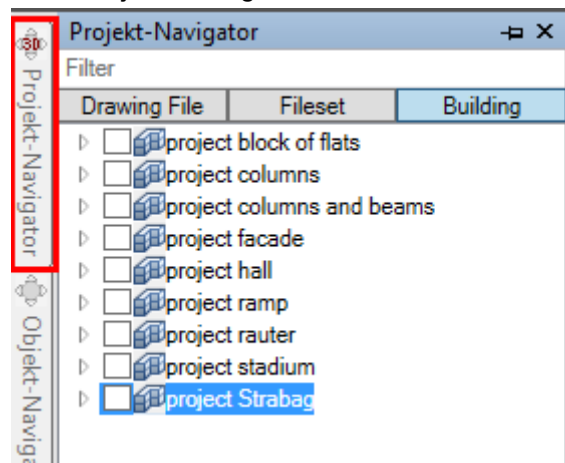 Projekt-Navigator
Filter
Drawing File Fileset Building
project block of flats
project columns
project columns and beams
project facade
project hall
project ramp
project rauter
project stadium
project Strabag
3D
Projekt-Navigator
Objekt-Naviga